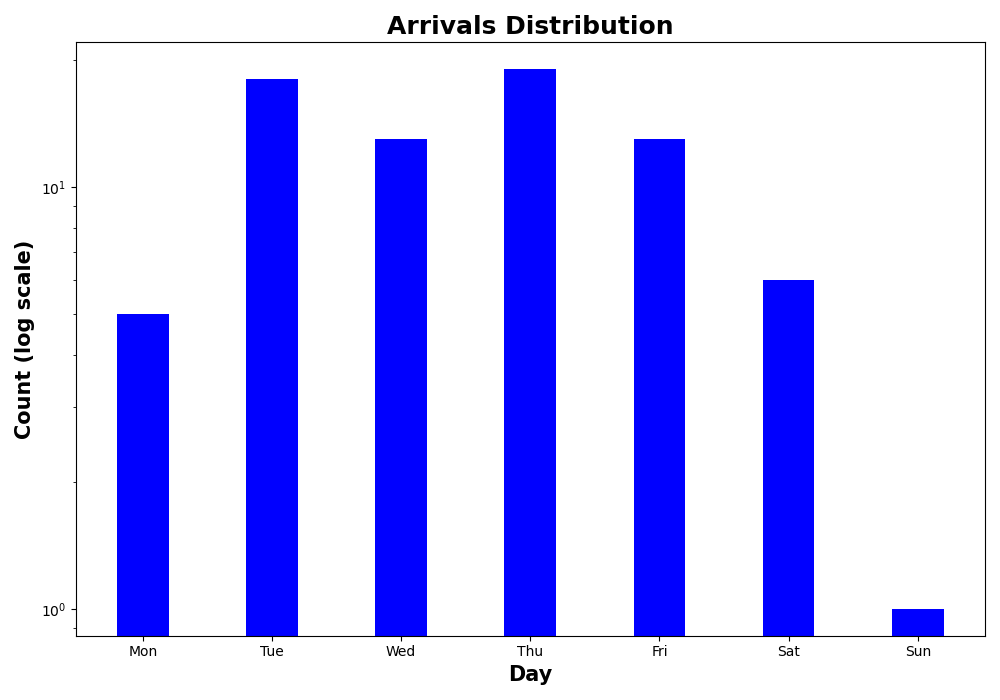 Arrivals Distribution
Count (log scale)
10¹
10⁰
Mon Tue Wed Thu Fri Sat Sun
Day